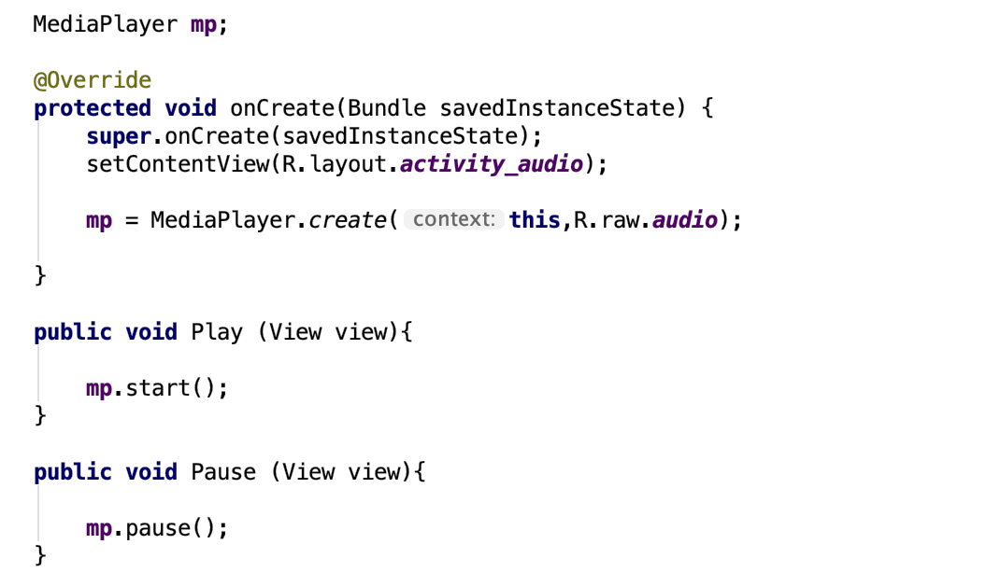 MediaPlayer mp;
@Override
protected void onCreate(Bundle savedInstanceState) {
super.onCreate(savedInstanceState);
setContentView(R.layout.activity_audio);
mp = MediaPlayer.create( context: this,R.raw.audio);
}
public void Play (View view){
mp.start();
}
public void Pause (View view){
mp.pause();
}